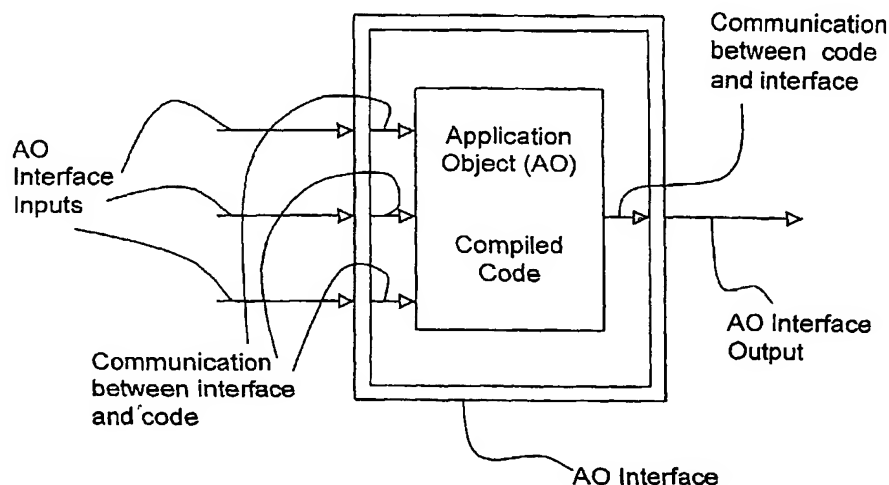 Communication
between code
and interface
AO
Interface
Inputs
Application
Object (AO)
Compiled
Code
Communication
between interface
and code
AO Interface
Output
AO Interface